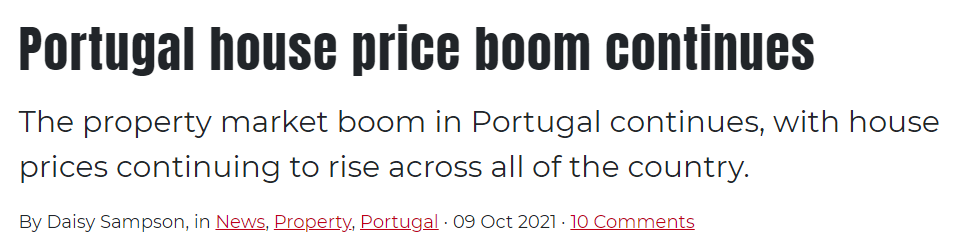 Portugal house price boom continues
The property market boom in Portugal continues, with house
prices continuing to rise across all of the country.
By Daisy Sampson, in News, Property, Portugal · 09 Oct 2021 · 10 Comments